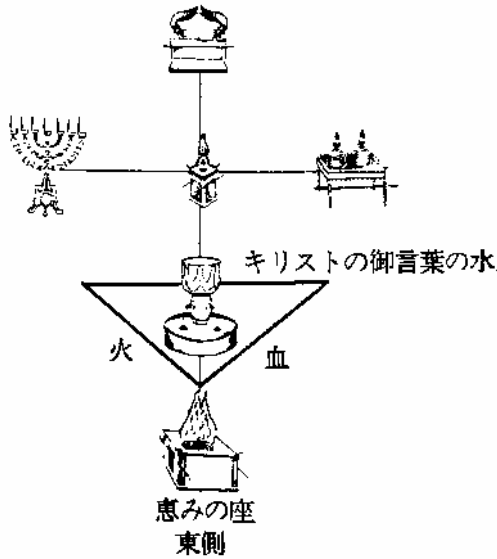 キリストの御言葉の水
火
血
恵みの座
東側